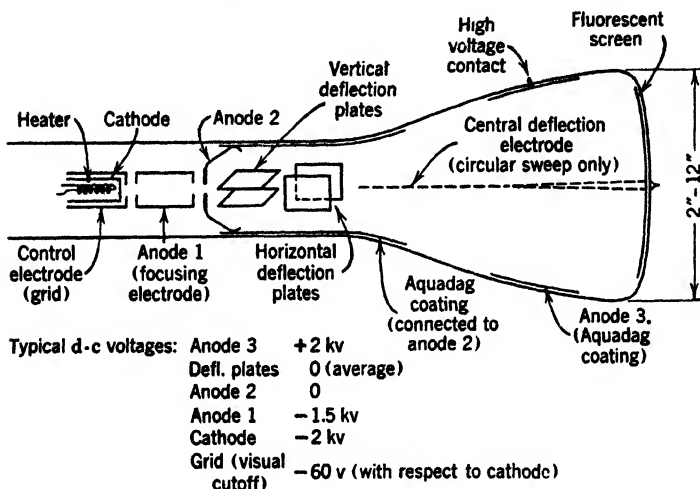 High
voltage
contact
Fluorescent
screen
Vertical
deflection
plates
Heater
Cathode
Anode 2
Central deflection
electrode
(circular sweep only)
2"-12"
Control
electrode
(grid)
Anode 1
(focusing
electrode)
Horizontal
deflection
plates
Aquadag
coating
(connected to
anode 2)
Anode 3.
(Aquadag
coating)
Typical d-c voltages: Anode 3 +2 kv
Defl. plates 0 (average)
Anode 2 0
Anode 1 -1.5 kv
Cathode -2 kv
Grid (visual
cutoff) -60 v (with respect to cathode)